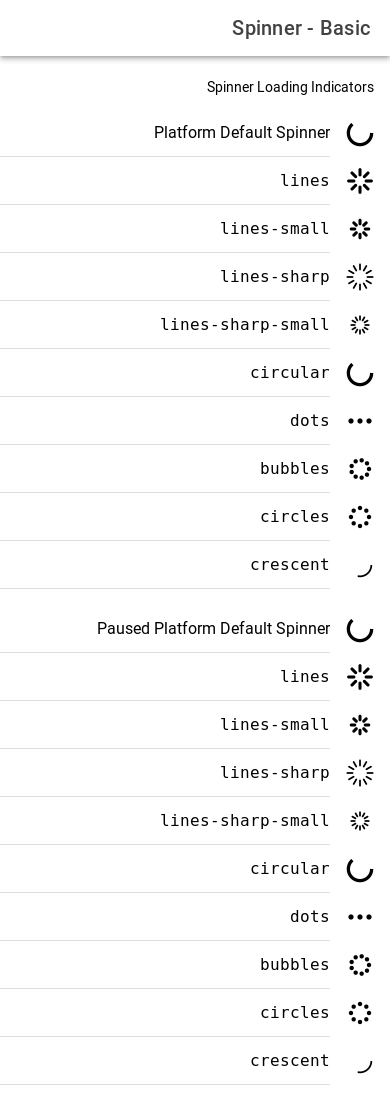 Spinner - Basic
Spinner Loading Indicators
Platform Default Spinner
lines
lines-small
lines-sharp
lines-sharp-small
circular
dots
bubbles
circles
crescent
Paused Platform Default Spinner
lines
lines-small
lines-sharp
lines-sharp-small
circular
dots
bubbles
circles
crescent